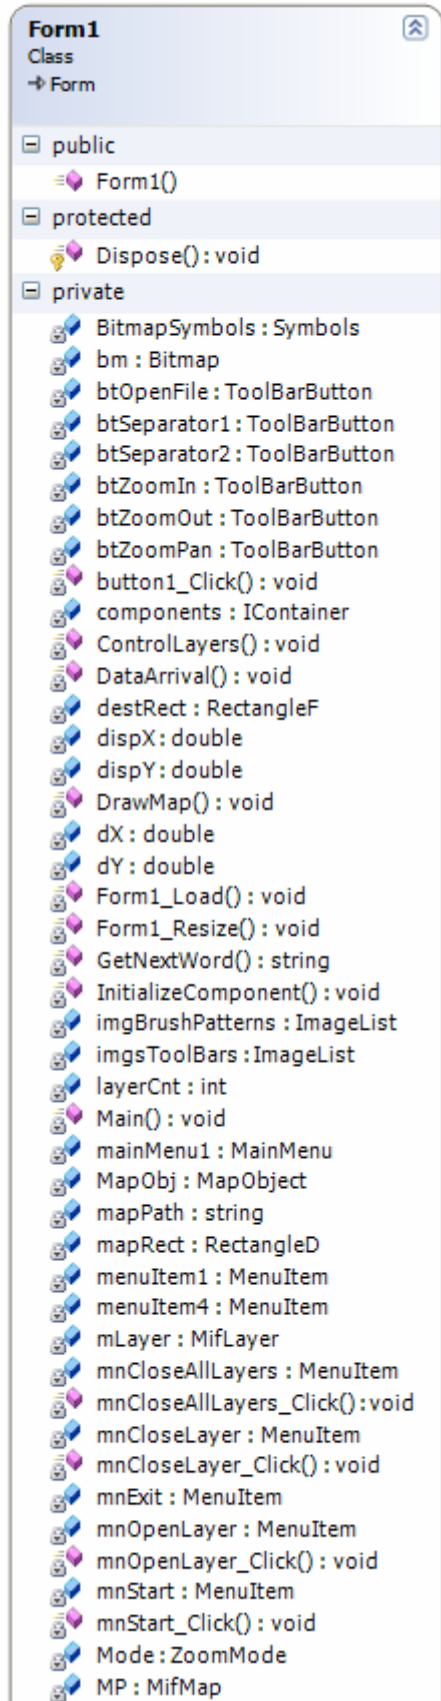 Form1
Class
Form
public
Form1()
protected
Dispose() : void
private
BitmapSymbols : Symbols
bm : Bitmap
btOpenFile : ToolBarButton
btSeparator1 : ToolBarButton
btSeparator2 : ToolBarButton
btZoomIn : ToolBarButton
btZoomOut : ToolBarButton
btZoomPan : ToolBarButton
button1_Click() : void
components : IContainer
ControlLayers() : void
DataArrival() : void
destRect : RectangleF
dispX : double
dispY : double
DrawMap() : void
dX : double
dY : double
Form1_Load() : void
Form1_Resize() : void
GetNextWord() : string
InitializeComponent() : void
imgBrushPatterns : ImageList
imgsToolBars : ImageList
layerCnt : int
Main() : void
mainMenu1 : MainMenu
MapObj : MapObject
mapPath : string
mapRect : RectangleD
menuItem1 : MenuItem
menuItem4 : MenuItem
mLayer : MifLayer
mnCloseAllLayers : MenuItem
mnCloseAllLayers_Click() : void
mnCloseLayer : MenuItem
mnCloseLayer_Click() : void
mnExit : MenuItem
mnOpenLayer : MenuItem
mnOpenLayer_Click() : void
mnStart : MenuItem
mnStart_Click() : void
Mode : ZoomMode
MP : MifMap